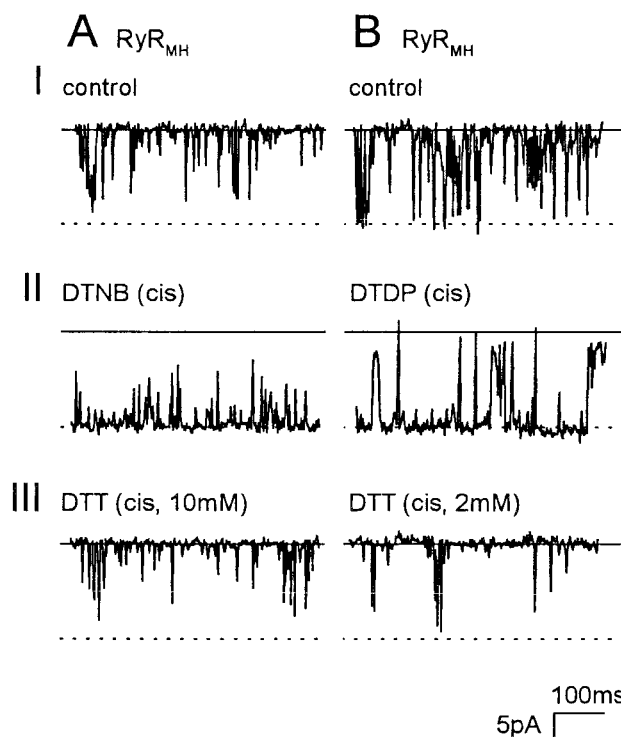 A RyR_MH B RyR_MH
I control control
II DTNB (cis) DTDP (cis)
III DTT (cis, 10mM) DTT (cis, 2mM)
100ms
5pA